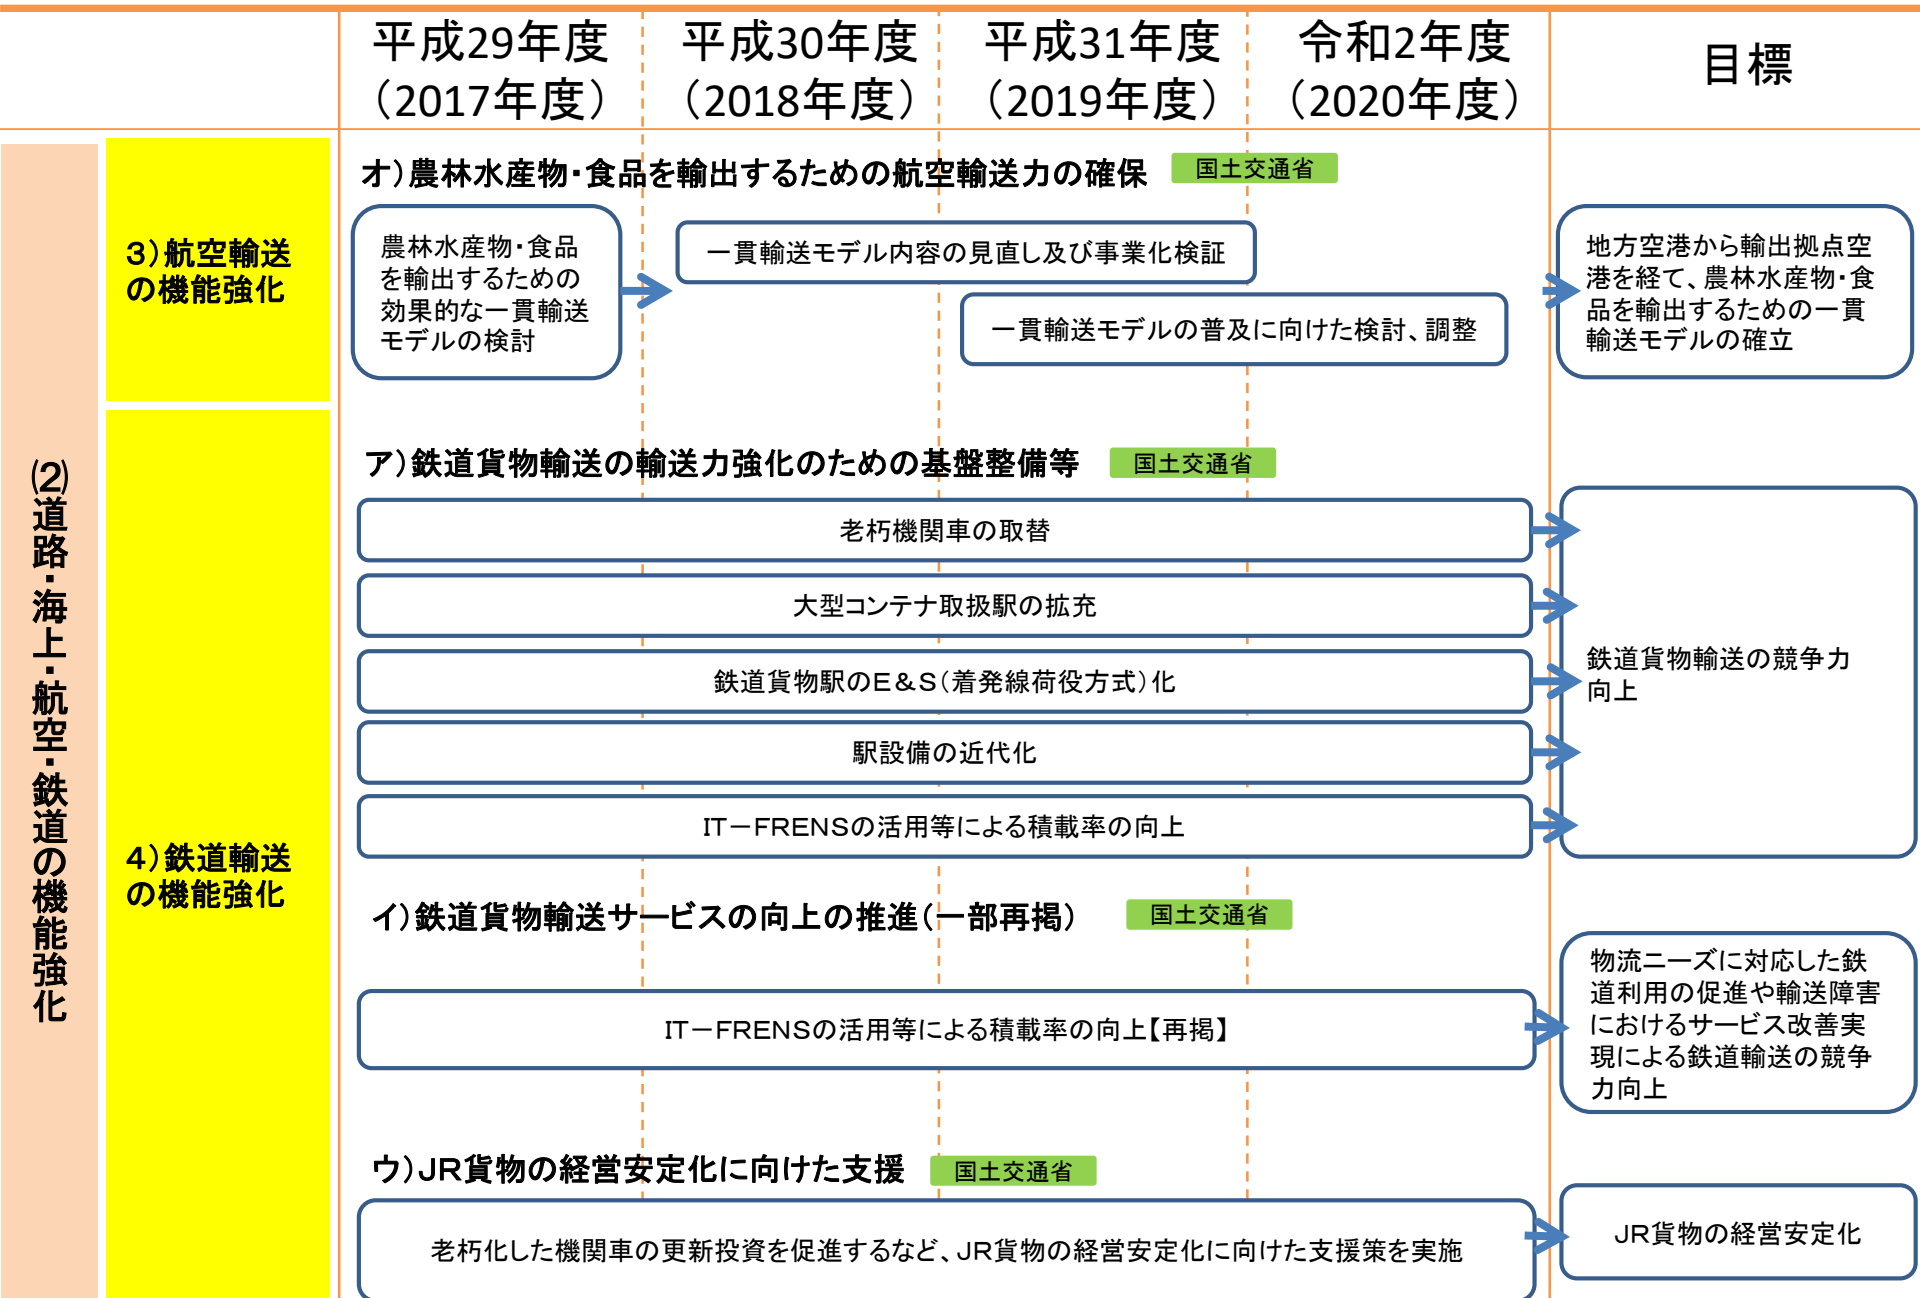 平成29年度
（2017年度）
平成30年度
（2018年度）
平成31年度
（2019年度）
令和2年度
（2020年度）
目標
(2)道路・海上・航空・鉄道の機能強化
３）航空輸送
の機能強化
オ）農林水産物・食品を輸出するための航空輸送力の確保
国土交通省
農林水産物・食品
を輸出するための
効果的な一貫輸送
モデルの検討
一貫輸送モデル内容の見直し及び事業化検証
一貫輸送モデルの普及に向けた検討、調整
地方空港から輸出拠点空
港を経て、農林水産物・食
品を輸出するための一貫
輸送モデルの確立
４）鉄道輸送
の機能強化
ア）鉄道貨物輸送の輸送力強化のための基盤整備等
国土交通省
老朽機関車の取替
大型コンテナ取扱駅の拡充
鉄道貨物駅のE＆S（着発線荷役方式）化
駅設備の近代化
IT－FRENSの活用等による積載率の向上
鉄道貨物輸送の競争力
向上
イ）鉄道貨物輸送サービスの向上の推進（一部再掲）
国土交通省
IT－FRENSの活用等による積載率の向上【再掲】
物流ニーズに対応した鉄
道利用の促進や輸送障害
におけるサービス改善実
現による鉄道輸送の競争
力向上
ウ）JR貨物の経営安定化に向けた支援
国土交通省
老朽化した機関車の更新投資を促進するなど、JR貨物の経営安定化に向けた支援策を実施
JR貨物の経営安定化